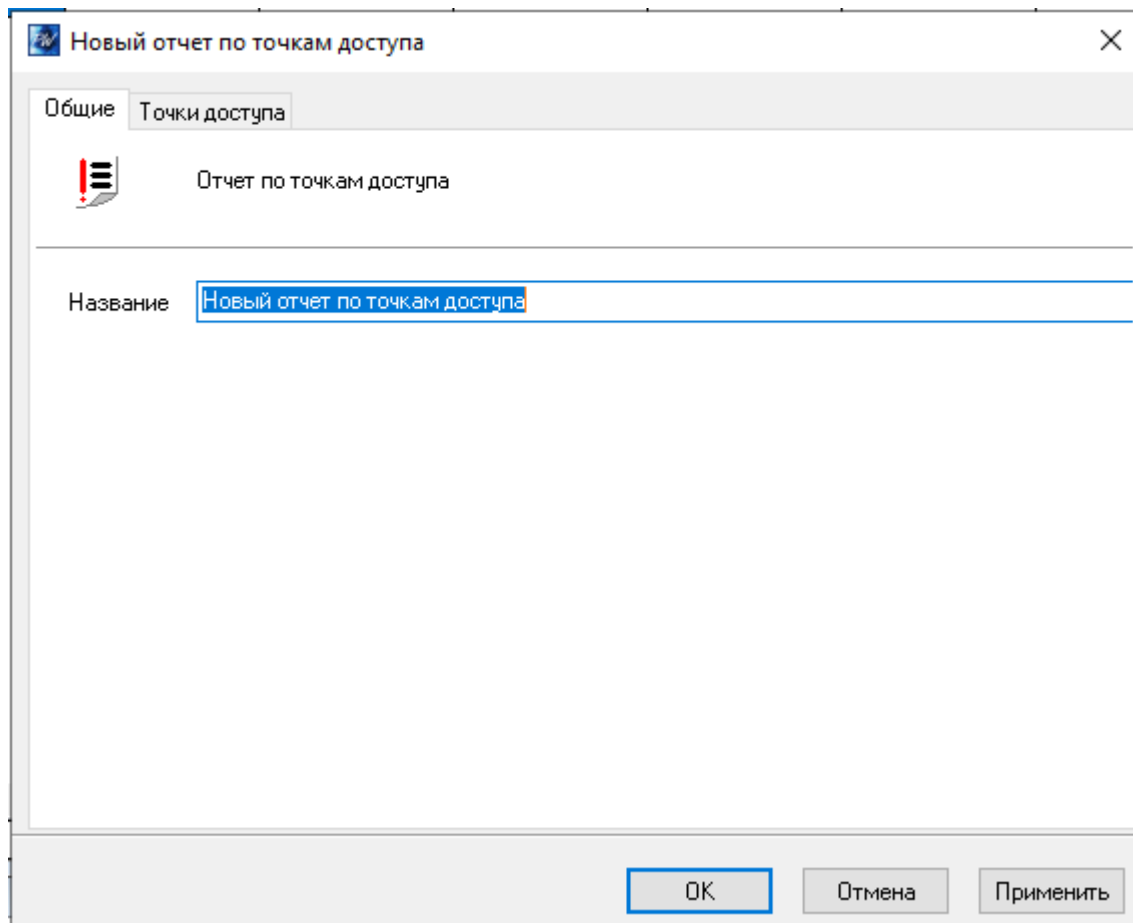 Новый отчет по точкам доступа
Общие Точки доступа
Отчет по точкам доступа
Название Новый отчет по точкам доступа
OK Отмена Применить